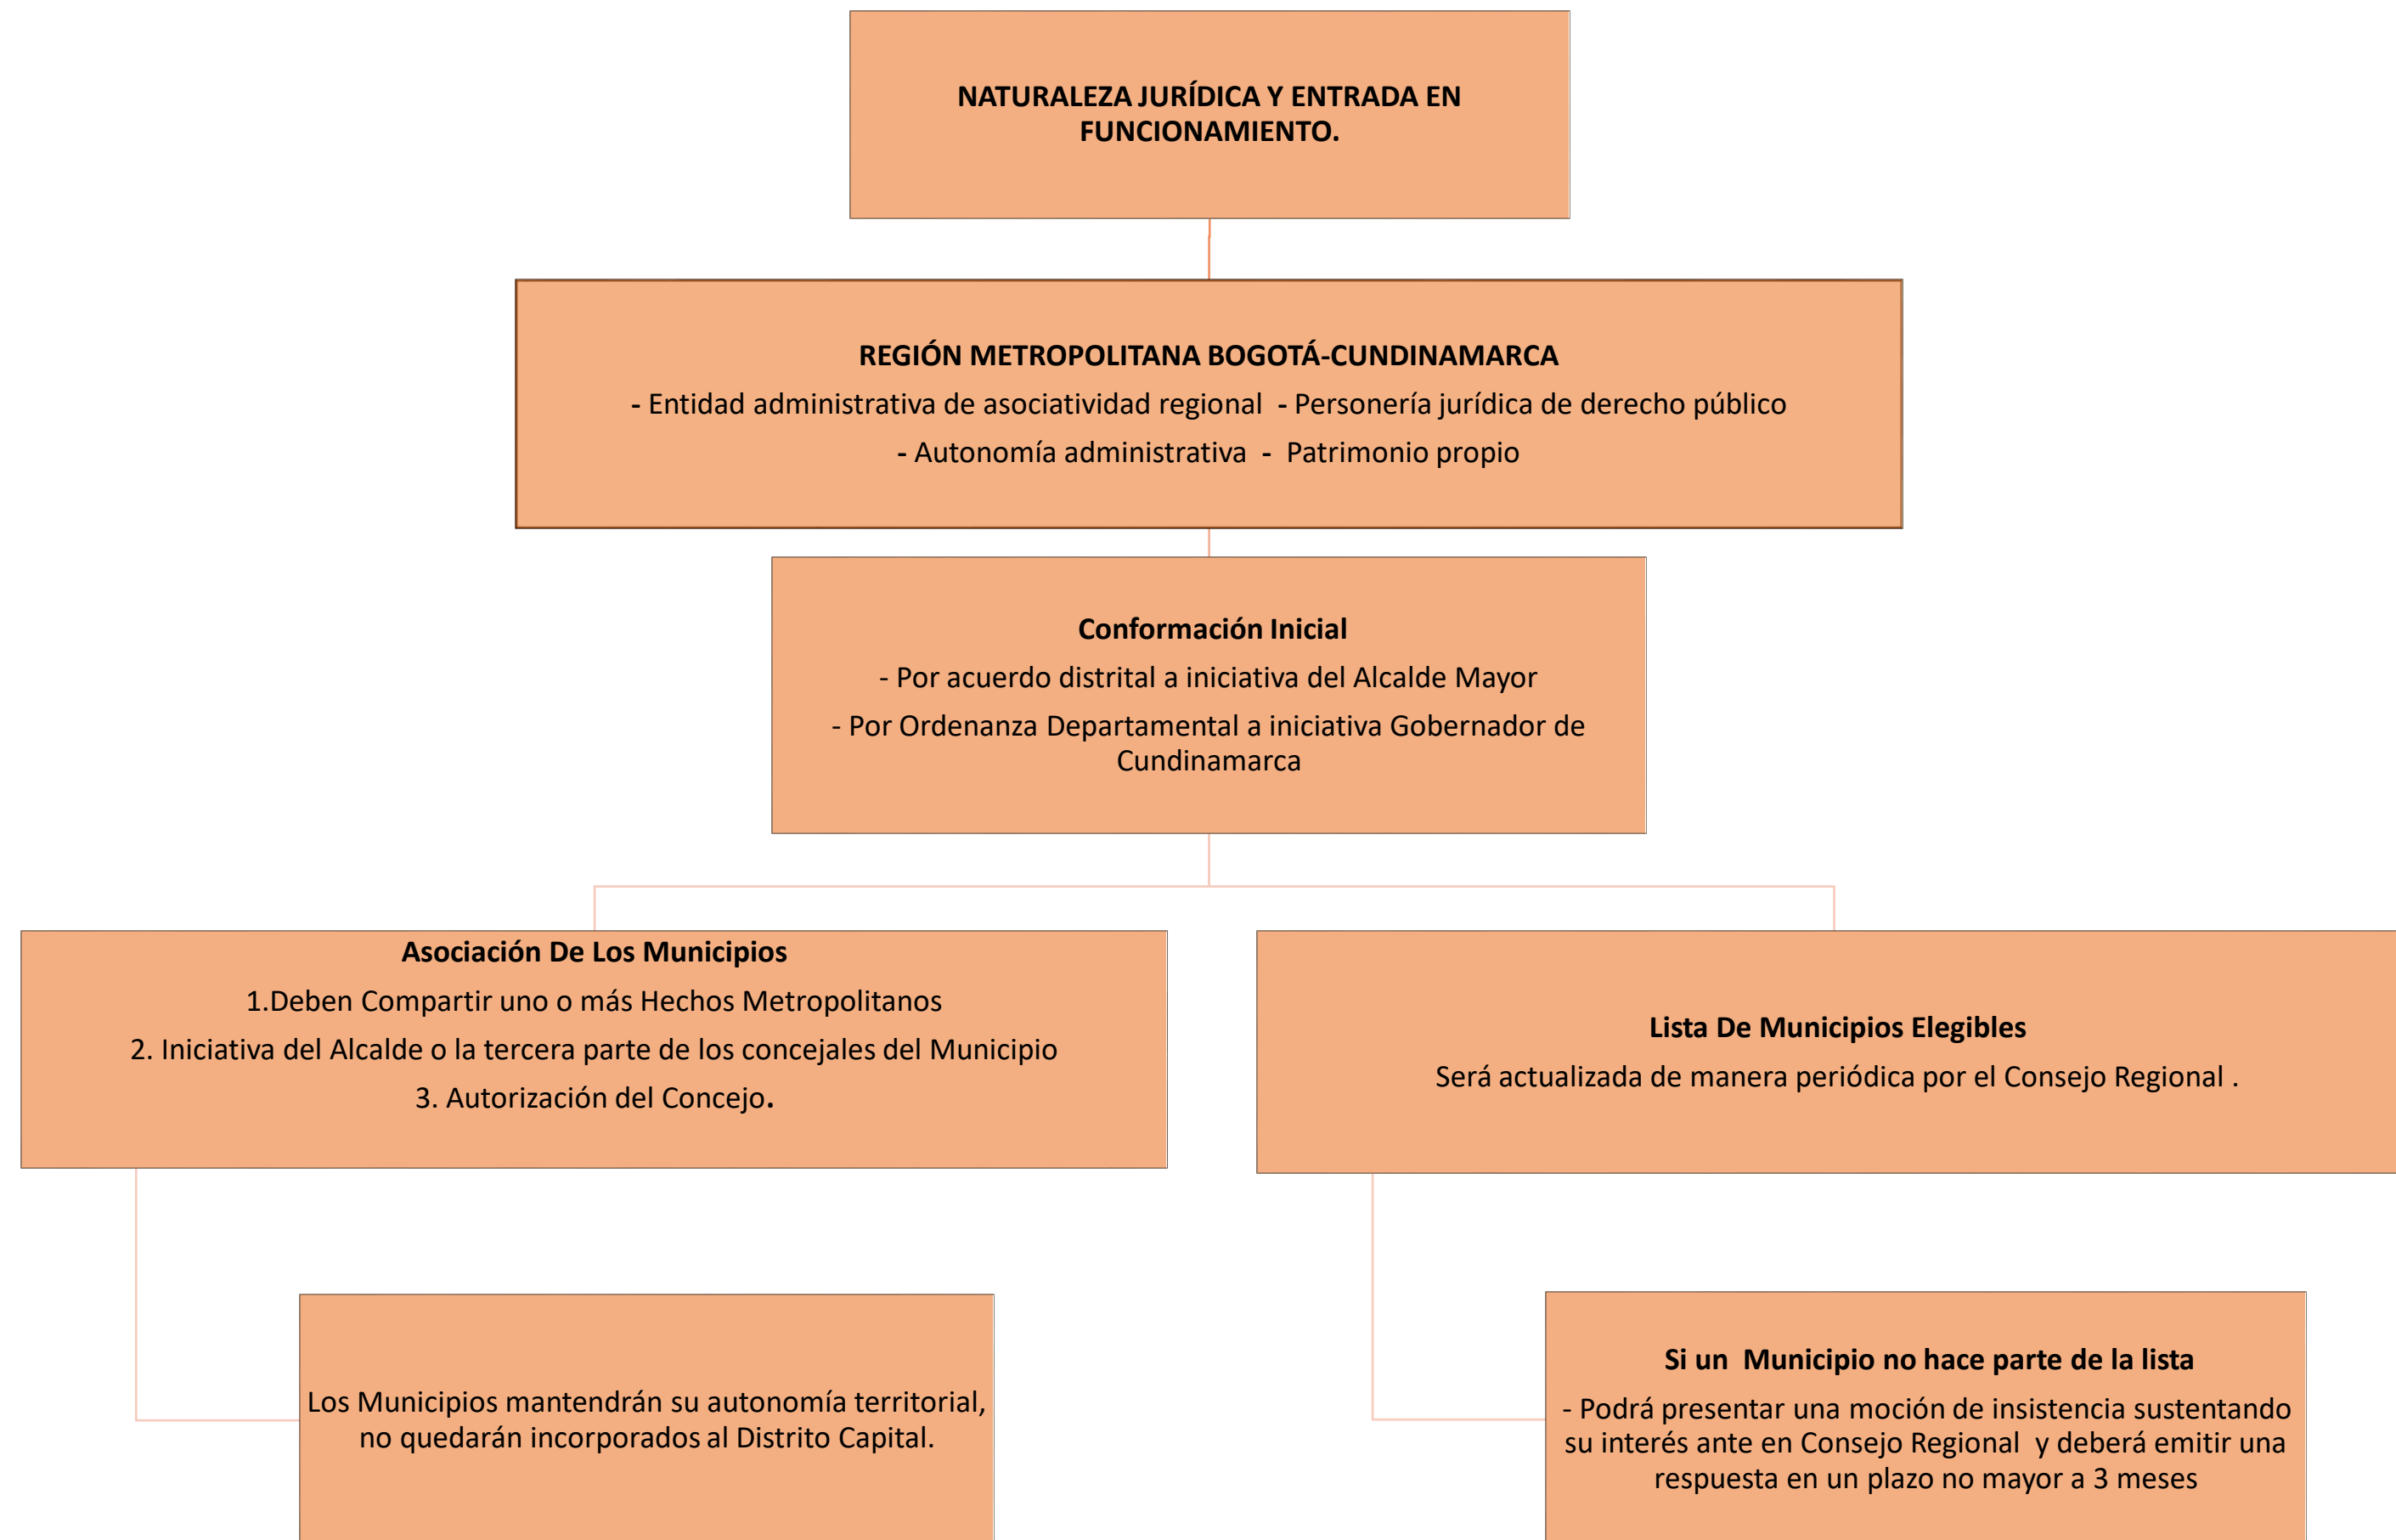 NATURALEZA JURÍDICA Y ENTRADA EN
FUNCIONAMIENTO.
REGIÓN METROPOLITANA BOGOTÁ-CUNDINAMARCA
- Entidad administrativa de asociatividad regional - Personería jurídica de derecho público
- Autonomía administrativa - Patrimonio propio
Conformación Inicial
- Por acuerdo distrital a iniciativa del Alcalde Mayor
- Por Ordenanza Departamental a iniciativa Gobernador de
Cundinamarca
Asociación De Los Municipios
1.Deben Compartir uno o más Hechos Metropolitanos
2. Iniciativa del Alcalde o la tercera parte de los concejales del Municipio
3. Autorización del Concejo.
Lista De Municipios Elegibles
Será actualizada de manera periódica por el Consejo Regional .
Los Municipios mantendrán su autonomía territorial,
no quedarán incorporados al Distrito Capital.
Si un Municipio no hace parte de la lista
- Podrá presentar una moción de insistencia sustentando
su interés ante en Consejo Regional y deberá emitir una
respuesta en un plazo no mayor a 3 meses